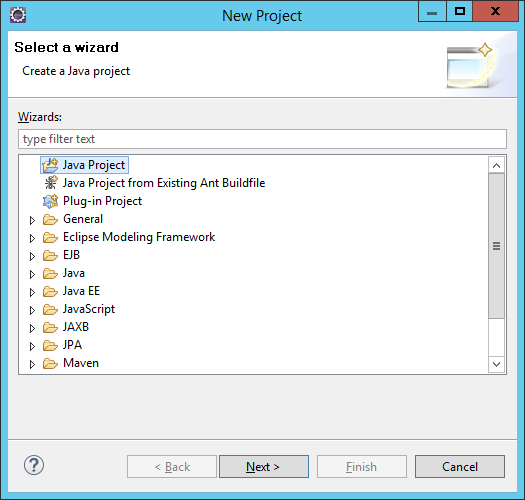 New Project
Select a wizard
Create a Java project
Wizards:
type filter text
Java Project
Java Project from Existing Ant Buildfile
Plug-in Project
General
Eclipse Modeling Framework
EJB
Java
Java EE
JavaScript
JAXB
JPA
Maven
? < Back Next > Finish Cancel